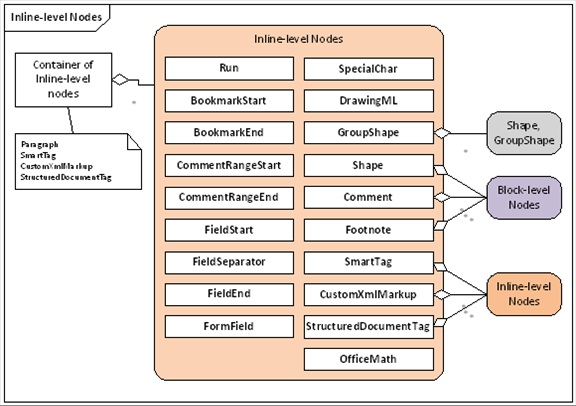 Inline-level Nodes
Container of
Inline-level
nodes
Paragraph
SmartTag
CustomXmlMarkup
StructuredDocumentTag
Inline-level Nodes
Run
SpecialChar
BookmarkStart
DrawingML
BookmarkEnd
GroupShape
CommentRangeStart
Shape
CommentRangeEnd
Comment
FieldStart
Footnote
FieldSeparator
SmartTag
FieldEnd
CustomXmlMarkup
FormField
StructuredDocumentTag
OfficeMath
Shape,
GroupShape
Block-level
Nodes
Inline-level
Nodes